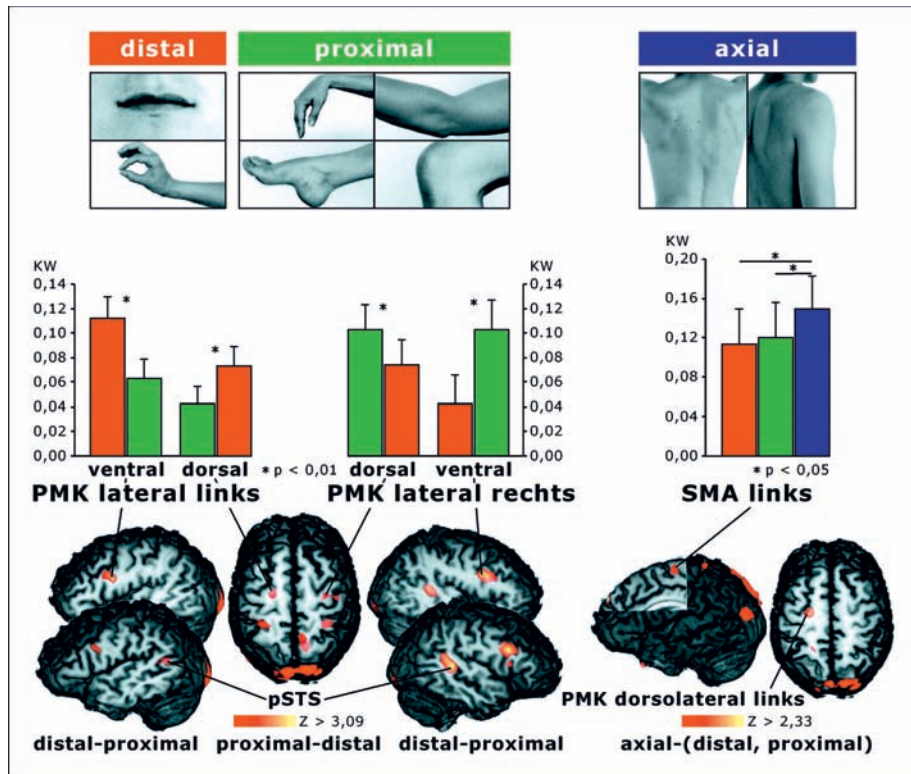 distal proximal axial
KW
0,14
0,12
0,10
0,08
0,06
0,04
0,02
0,00
*
*
ventral dorsal
PMK lateral links
* p < 0,01
KW
0,14
0,12
0,10
0,08
0,06
0,04
0,02
0,00
*
*
dorsal ventral
PMK lateral rechts
KW
0,20
0,16
0,12
0,08
0,04
0,00
*
*
* p < 0,05
SMA links
pSTS
Z > 3,09
distal-proximal proximal-distal distal-proximal
PMK dorsolateral links
Z > 2,33
axial-(distal, proximal)